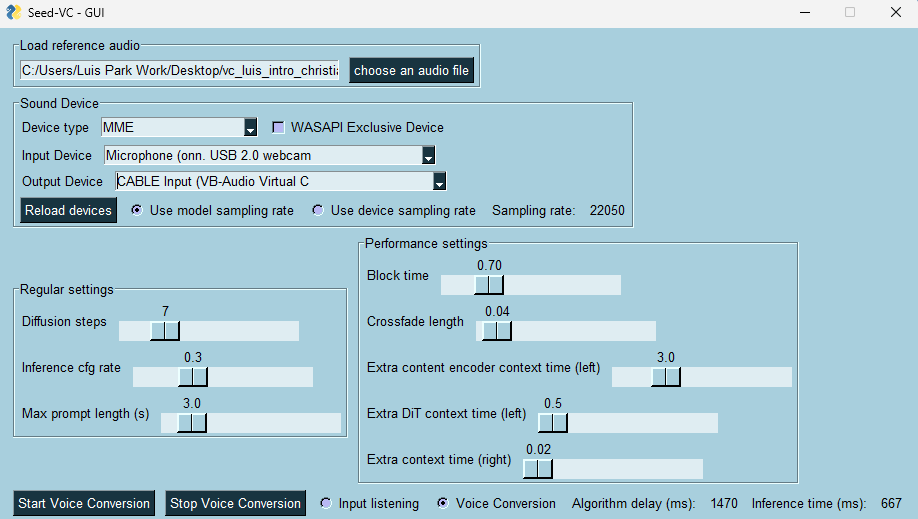 Seed-VC - GUI
Load reference audio
C:/Users/Luis Park Work/Desktop/vc_luis_intro_christia
choose an audio file
Sound Device
Device type MME WASAPI Exclusive Device
Input Device Microphone (onn. USB 2.0 webcam
Output Device CABLE Input (VB-Audio Virtual C
Reload devices Use model sampling rate Use device sampling rate Sampling rate: 22050
Regular settings
7
Diffusion steps
0.3
Inference cfg rate
3.0
Max prompt length (s)
Performance settings
0.70
Block time
0.04
Crossfade length
3.0
Extra content encoder context time (left)
0.5
Extra DiT context time (left)
0.02
Extra context time (right)
Start Voice Conversion Stop Voice Conversion Input listening Voice Conversion Algorithm delay (ms): 1470 Inference time (ms): 667